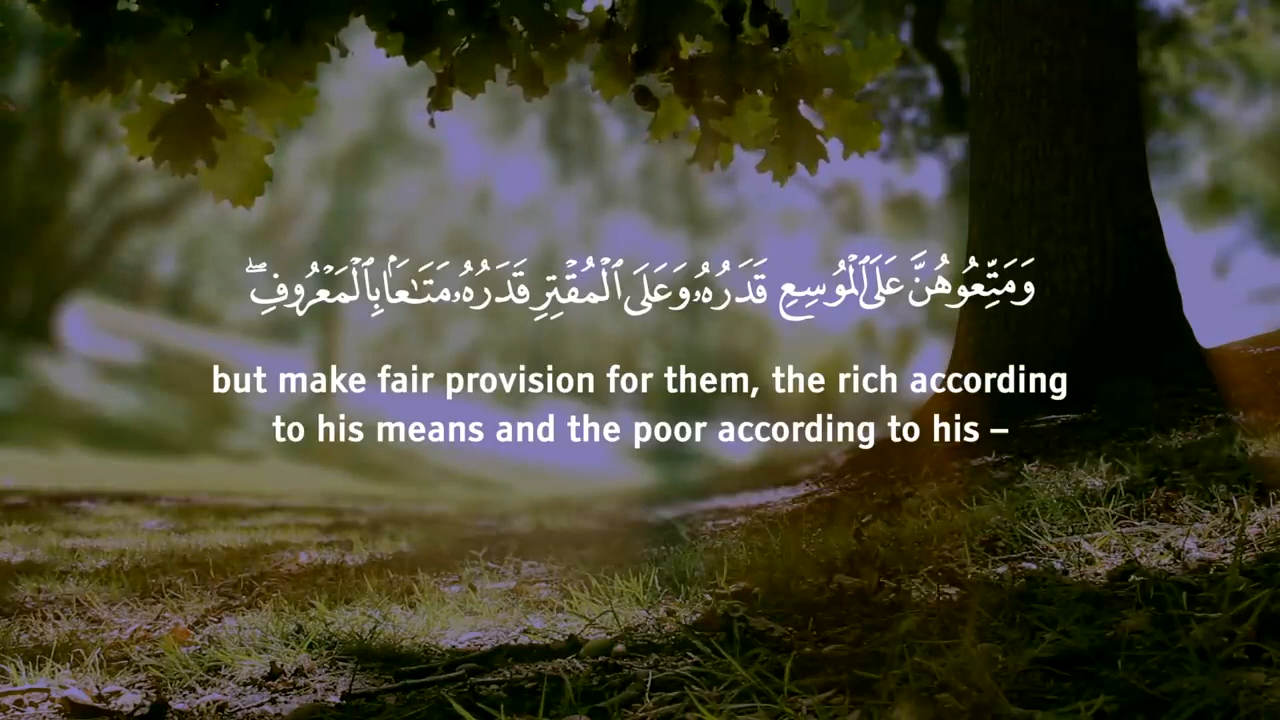 وَمَتِّعُوهُنَّ عَلَى ٱلْمُوسِعِ قَدَرُهُۥ وَعَلَى ٱلْمُقْتِرِ قَدَرُهُۥ مَتَـٰعًۢا بِٱلْمَعْرُوفِ ۖ
but make fair provision for them, the rich according
to his means and the poor according to his –